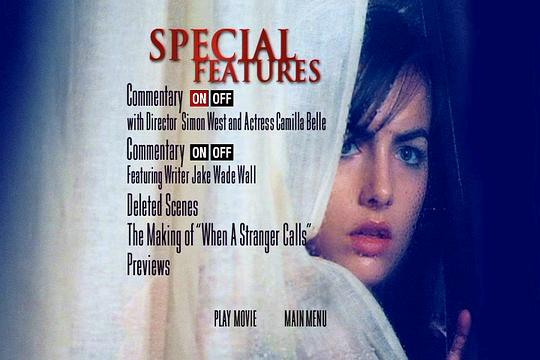 SPECIAL
FEATURES
Commentary ON OFF
with Director Simon West and Actress Camilla Belle
Commentary ON OFF
Featuring Writer Jake Wade Wall
Deleted Scenes
The Making of "When A Stranger Calls"
Previews
PLAY MOVIE MAIN MENU